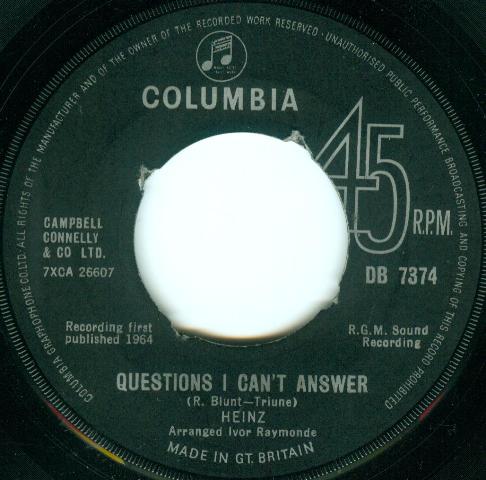 COLUMBIA GRAPHOPHONE CO. LTD. ALL RIGHTS OF THE MANUFACTURER AND OF THE OWNER OF THE RECORDED WORK RESERVED · UNAUTHORISED PUBLIC PERFORMANCE BROADCASTING AND COPYING OF THIS RECORD PROHIBITED
COLUMBIA
45 R.P.M.
CAMPBELL
CONNELLY
& CO LTD.
7XCA 26607
DB 7374
Recording first
published 1964
R.G.M. Sound
Recording
QUESTIONS I CAN'T ANSWER
(R. Blunt—Triune)
HEINZ
Arranged Ivor Raymonde
MADE IN GT. BRITAIN